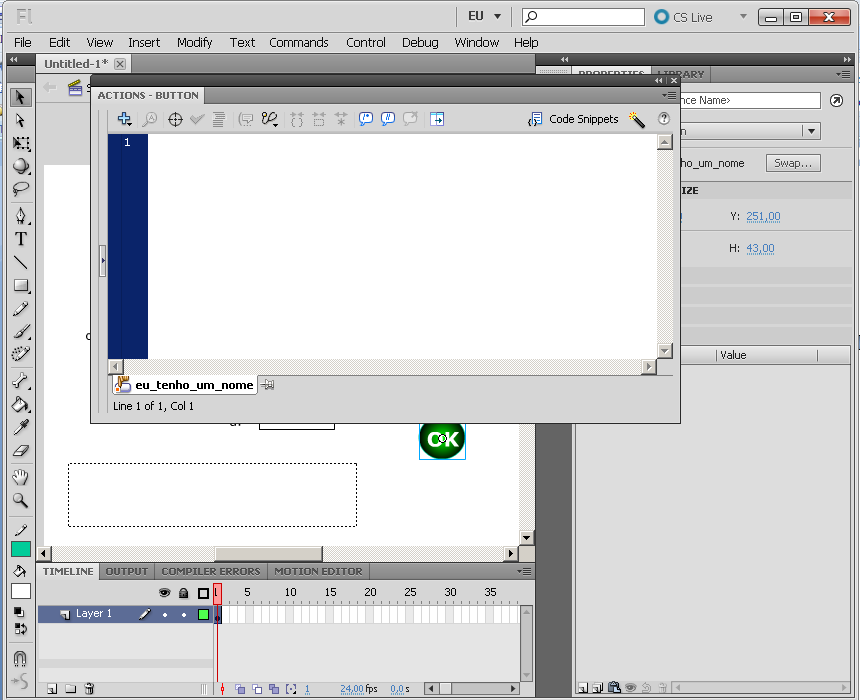 Fl
EU
CS Live
File Edit View Insert Modify Text Commands Control Debug Window Help
Untitled-1*
PROPERTIES LIBRARY
ACTIONS - BUTTON
nce Name>
Code Snippets
1
n
ho_um_nome Swap...
IZE
Y: 251,00
H: 43,00
Value
eu_tenho_um_nome
Line 1 of 1, Col 1
OK
TIMELINE OUTPUT COMPILER ERRORS MOTION EDITOR
1 5 10 15 20 25 30 35
Layer 1
1 24,00 fps 0,0 s